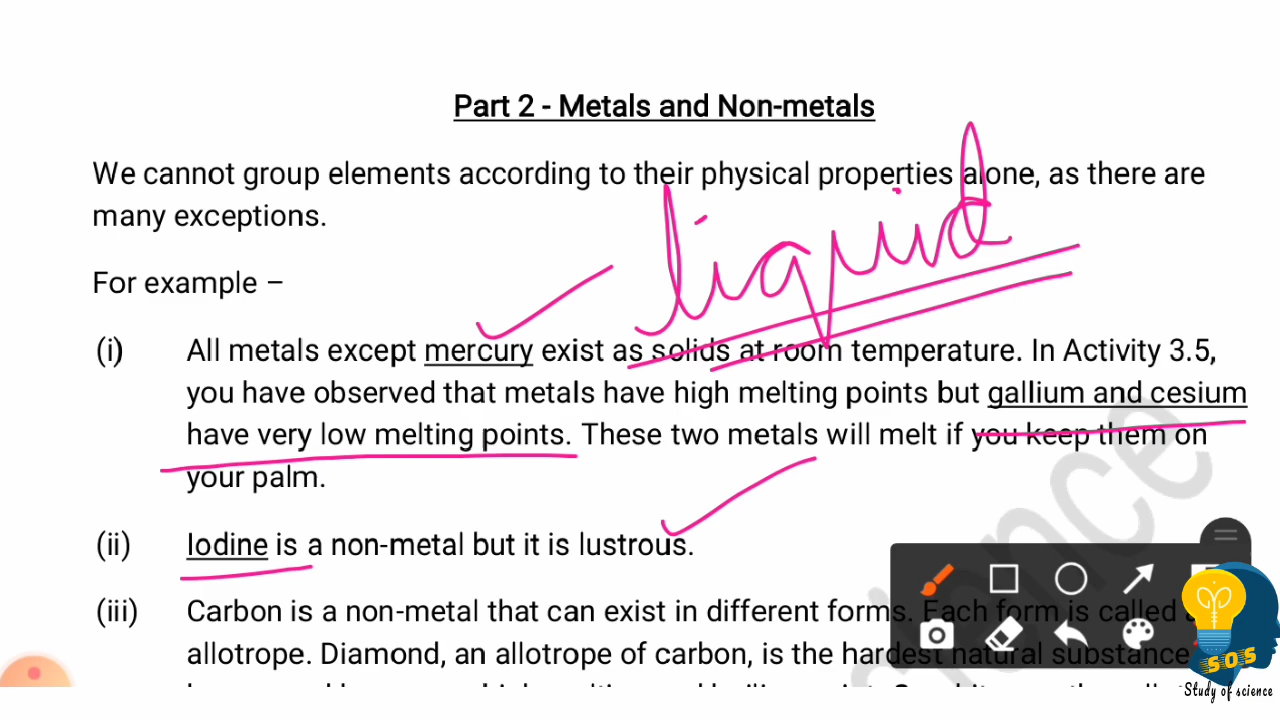 Part 2 - Metals and Non-metals
We cannot group elements according to their physical properties alone, as there are
many exceptions.
liquid
For example –
(i) All metals except mercury exist as solids at room temperature. In Activity 3.5,
you have observed that metals have high melting points but gallium and cesium
have very low melting points. These two metals will melt if you keep them on
your palm.
(ii) Iodine is a non-metal but it is lustrous.
(iii) Carbon is a non-metal that can exist in different forms. Each form is called
allotrope. Diamond, an allotrope of carbon, is the hardest natural substance
SOS
Study of science